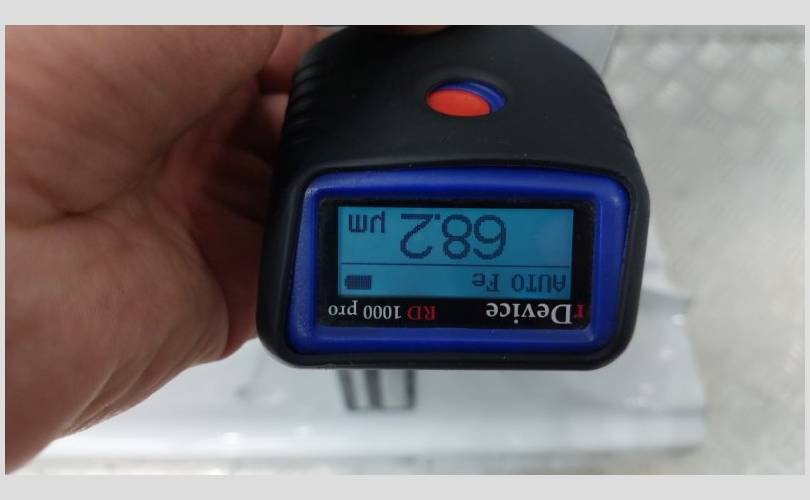 rDevice RD 1000 pro
AUTO Fe
68.2 µm